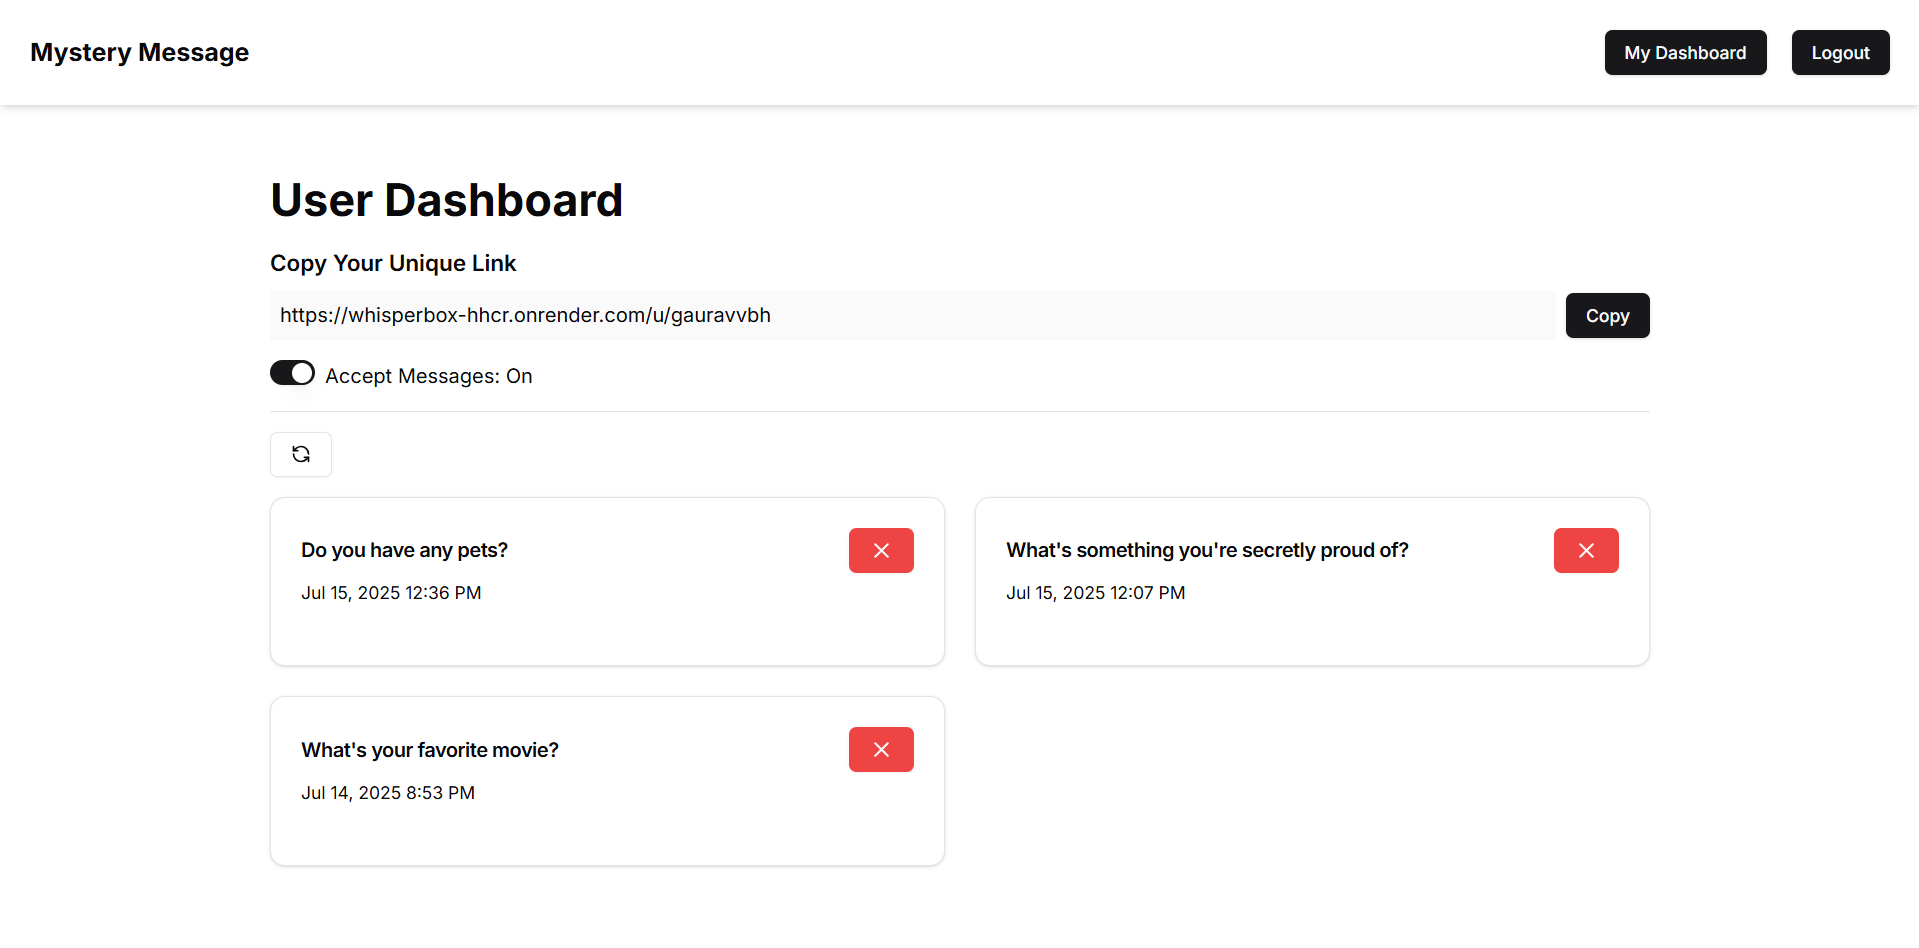 Mystery Message
My Dashboard
Logout
User Dashboard
Copy Your Unique Link
https://whisperbox-hhcr.onrender.com/u/gauravvbh
Copy
Accept Messages: On
Do you have any pets?
Jul 15, 2025 12:36 PM
What's something you're secretly proud of?
Jul 15, 2025 12:07 PM
What's your favorite movie?
Jul 14, 2025 8:53 PM